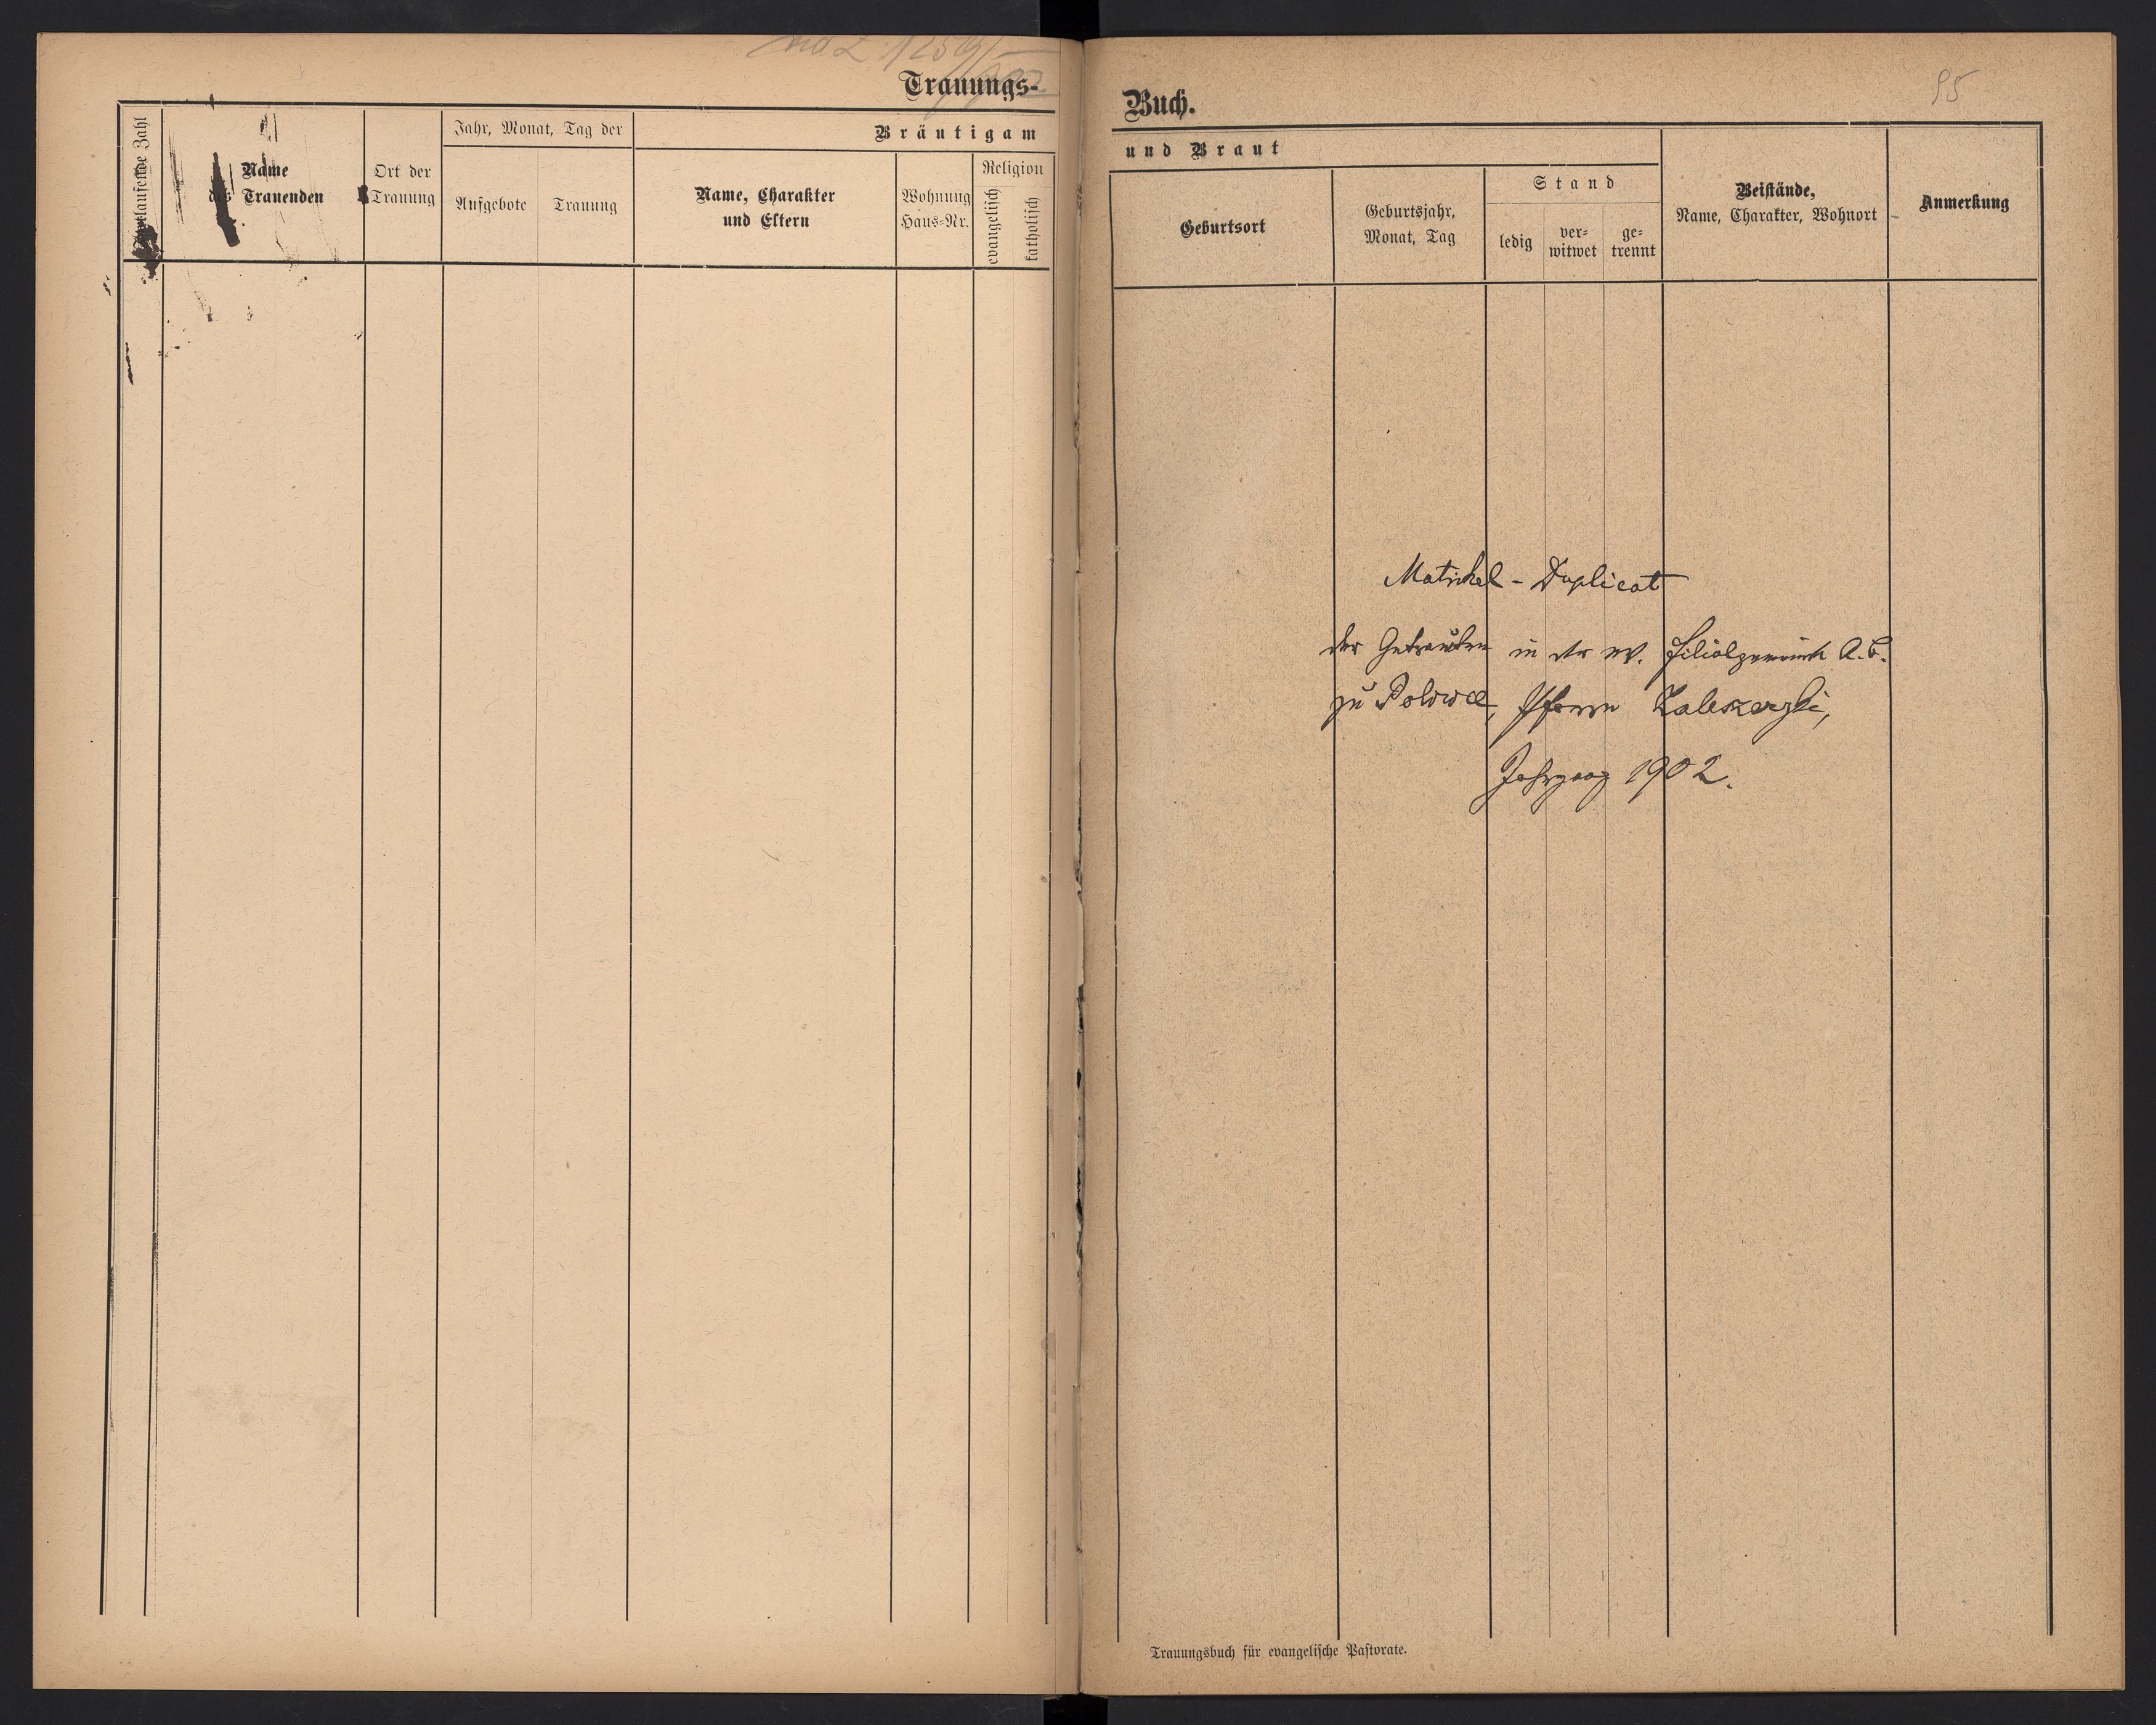 Trauungs-
Fortlaufende Zahl
Name
des Trauenden
Ort der
Trauung
Jahr, Monat, Tag der
Aufgebote
Trauung
Bräutigam
Name, Charakter
und Eltern
Wohnung
Haus-Nr.
Religion
evangelisch
katholisch
Buch.
95
und Braut
Geburtsort
Geburtsjahr,
Monat, Tag
Stand
ledig
ver-
witwet
ge-
trennt
Beistände,
Name, Charakter, Wohnort
Anmerkung
Matrikel - Duplicat
der Getrauten in der ev. Filialgemeinde A. C.
zu Polowce, Pfarre Zaleszczyki,
Jahrgang 1902.
Trauungsbuch für evangelische Pastorate.